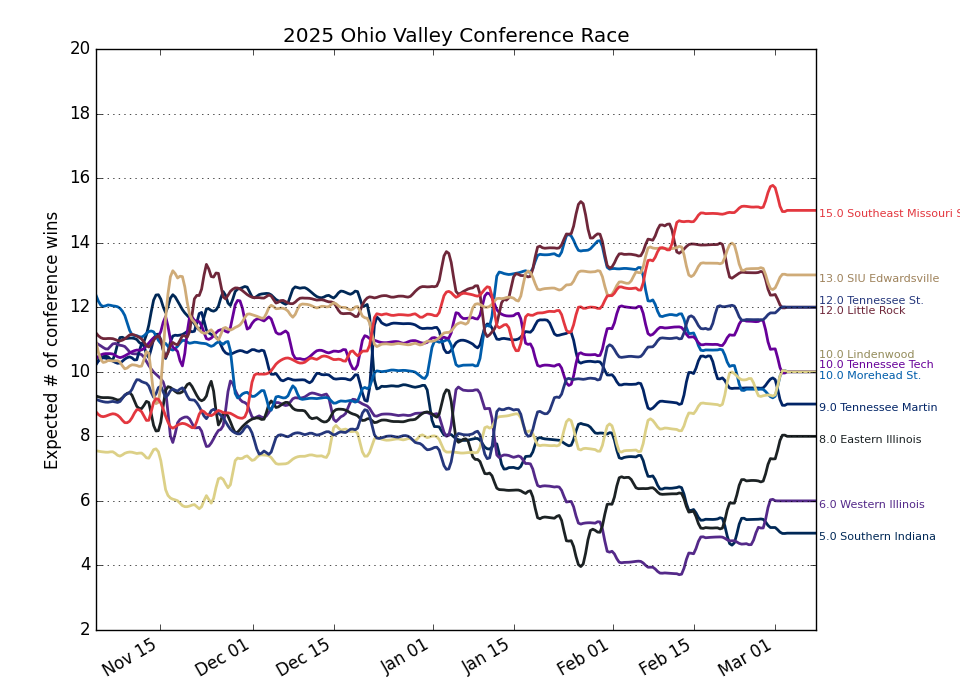 2025 Ohio Valley Conference Race
Expected # of conference wins
20
18
16
14
12
10
8
6
4
2
Nov 15
Dec 01
Dec 15
Jan 01
Jan 15
Feb 01
Feb 15
Mar 01
15.0 Southeast Missouri S
13.0 SIU Edwardsville
12.0 Tennessee St.
12.0 Little Rock
10.0 Lindenwood
10.0 Tennessee Tech
10.0 Morehead St.
9.0 Tennessee Martin
8.0 Eastern Illinois
6.0 Western Illinois
5.0 Southern Indiana